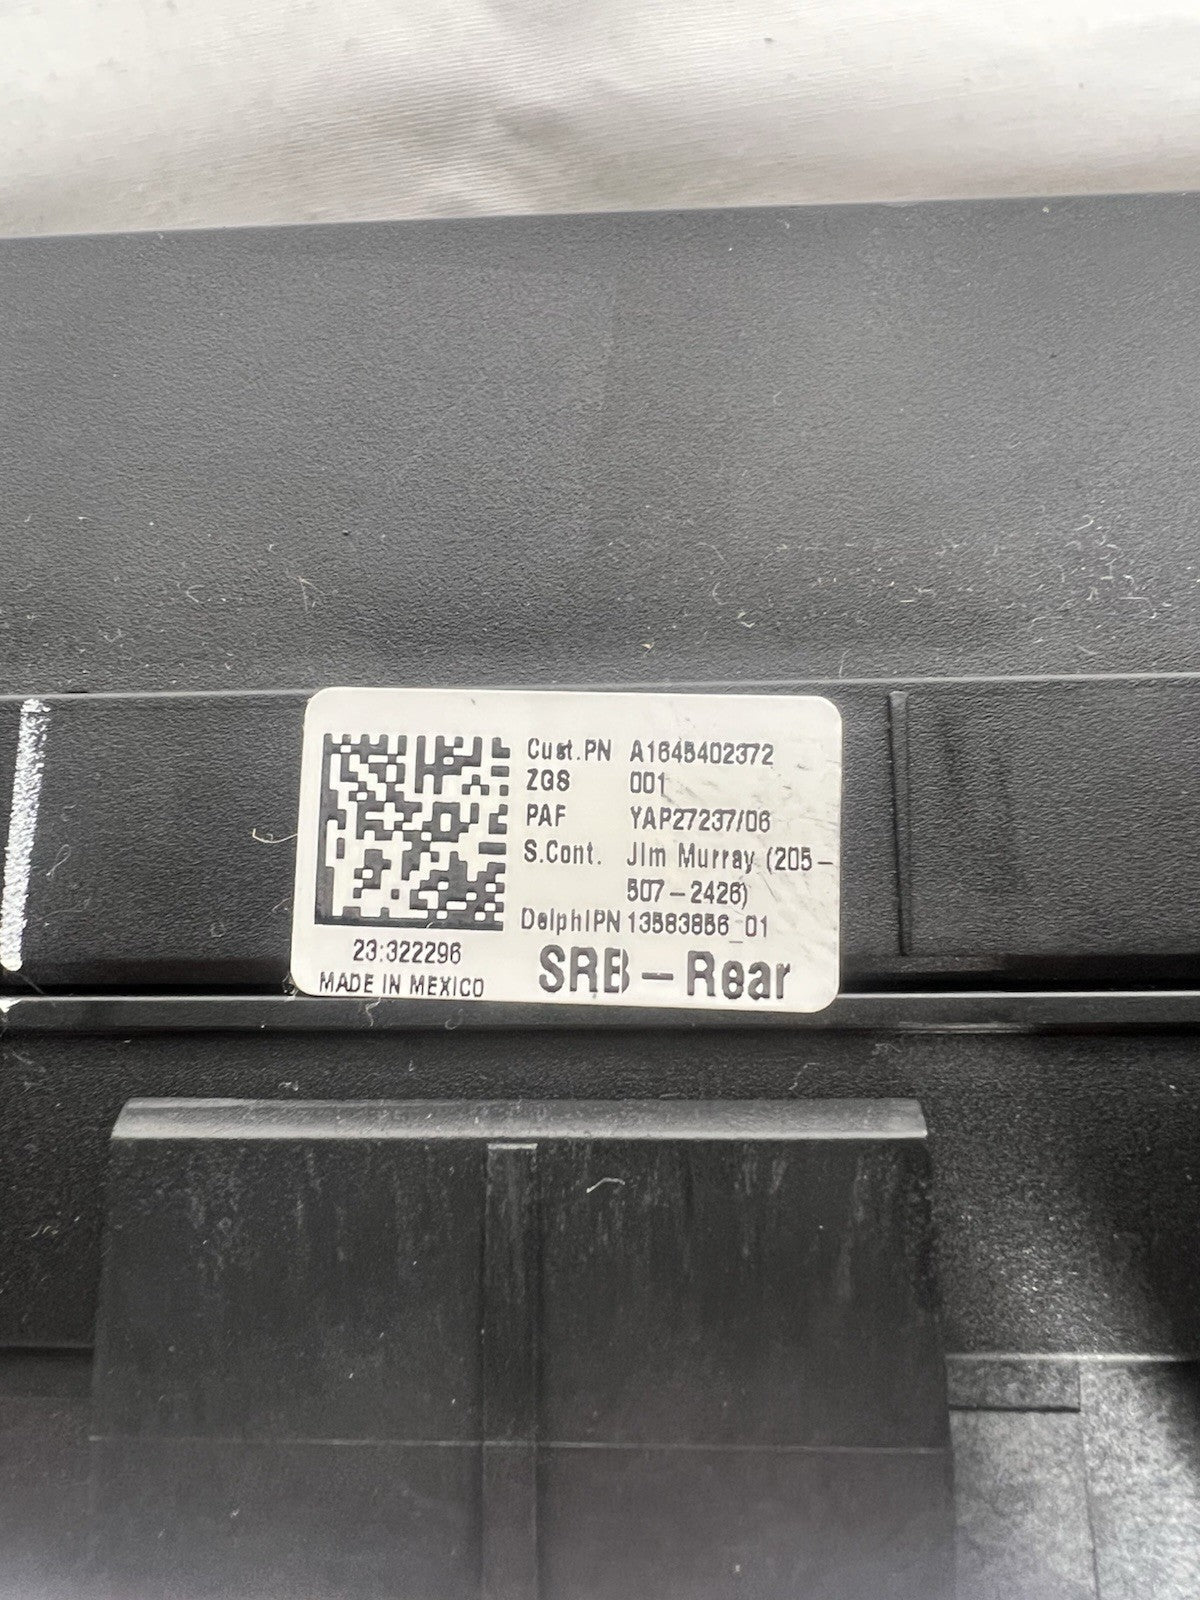 Cust.PN A1645402372
ZGS 001
PAF YAP27237/06
S.Cont. Jim Murray (205-
507-2426)
DelphiPN 13583856_01
23:322296
MADE IN MEXICO
SRB-Rear